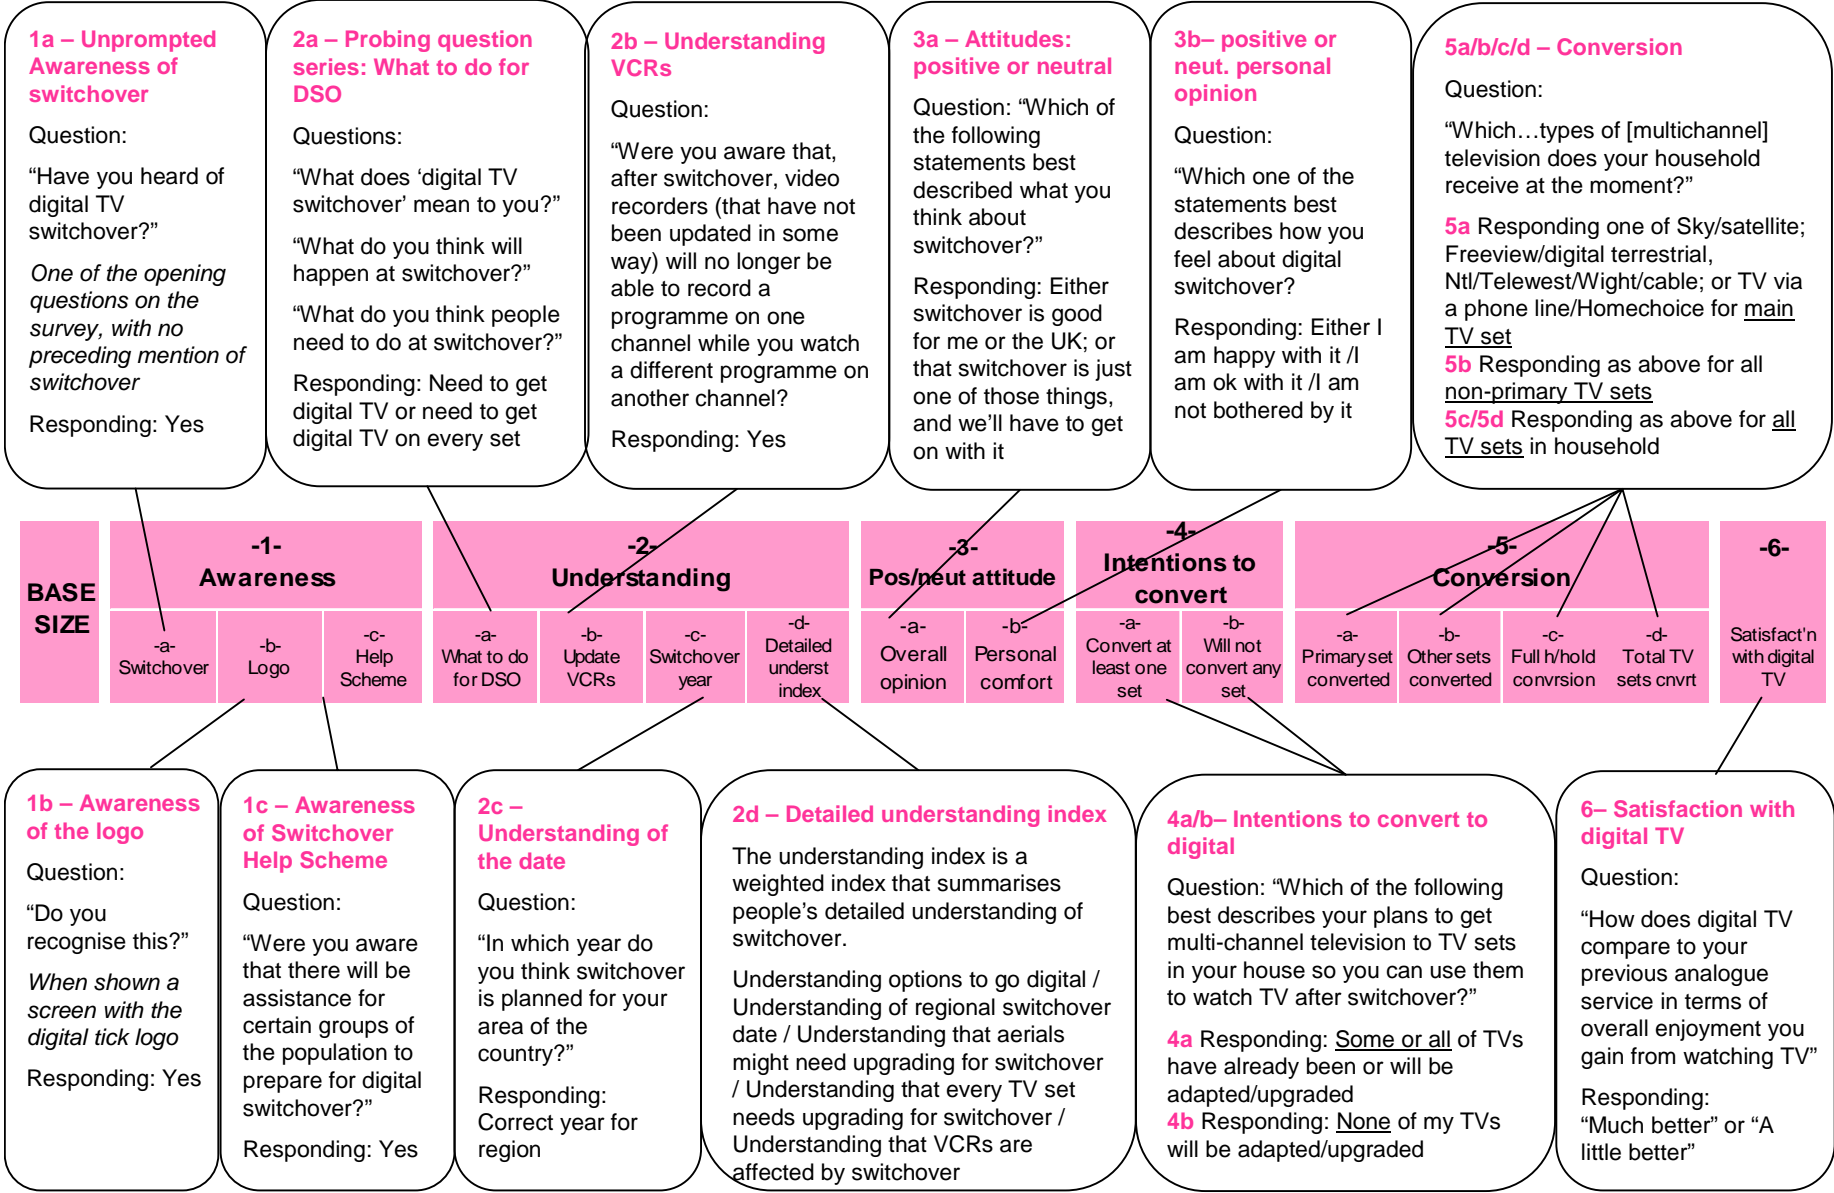 1a – Unprompted
Awareness of
switchover
Question:
“Have you heard of
digital TV
switchover?”
One of the opening
questions on the
survey, with no
preceding mention of
switchover
Responding: Yes
2a – Probing question
series: What to do for
DSO
Questions:
“What does ‘digital TV
switchover’ mean to you?”
“What do you think will
happen at switchover?”
“What do you think people
need to do at switchover?”
Responding: Need to get
digital TV or need to get
digital TV on every set
2b – Understanding
VCRs
Question:
“Were you aware that,
after switchover, video
recorders (that have not
been updated in some
way) will no longer be
able to record a
programme on one
channel while you watch
a different programme on
another channel?
Responding: Yes
3a – Attitudes:
positive or neutral
Question: “Which of
the following
statements best
described what you
think about
switchover?”
Responding: Either
switchover is good
for me or the UK; or
that switchover is just
one of those things,
and we’ll have to get
on with it
3b– positive or
neut. personal
opinion
Question:
“Which one of the
statements best
describes how you
feel about digital
switchover?
Responding: Either I
am happy with it /I
am ok with it /I am
not bothered by it
5a/b/c/d – Conversion
Question:
“Which…types of [multichannel]
television does your household
receive at the moment?”
5a Responding one of Sky/satellite;
Freeview/digital terrestrial,
Ntl/Telewest/Wight/cable; or TV via
a phone line/Homechoice for main
TV set
5b Responding as above for all
non-primary TV sets
5c/5d Responding as above for all
TV sets in household
BASE
SIZE
-1-
Awareness
-a-
Switchover
-b-
Logo
-c-
Help
Scheme
-2-
Understanding
-a-
What to do
for DSO
-b-
Update
VCRs
-c-
Switchover
year
-d-
Detailed
underst
index
-3-
Pos/neut attitude
-a-
Overall
opinion
-b-
Personal
comfort
-4-
Intentions to
convert
-a-
Convert at
least one
set
-b-
Will not
convert any
set
-5-
Conversion
-a-
Primary set
converted
-b-
Other sets
converted
-c-
Full h/hold
convrsion
-d-
Total TV
sets cnvrt
-6-
Satisfact'n
with digital
TV
1b – Awareness
of the logo
Question:
“Do you
recognise this?”
When shown a
screen with the
digital tick logo
Responding: Yes
1c – Awareness
of Switchover
Help Scheme
Question:
“Were you aware
that there will be
assistance for
certain groups of
the population to
prepare for digital
switchover?”
Responding: Yes
2c –
Understanding of
the date
Question:
“In which year do
you think switchover
is planned for your
area of the
country?”
Responding:
Correct year for
region
2d – Detailed understanding index
The understanding index is a
weighted index that summarises
people’s detailed understanding of
switchover.
Understanding options to go digital /
Understanding of regional switchover
date / Understanding that aerials
might need upgrading for switchover
/ Understanding that every TV set
needs upgrading for switchover /
Understanding that VCRs are
affected by switchover
4a/b– Intentions to convert to
digital
Question: “Which of the following
best describes your plans to get
multi-channel television to TV sets
in your house so you can use them
to watch TV after switchover?”
4a Responding: Some or all of TVs
have already been or will be
adapted/upgraded
4b Responding: None of my TVs
will be adapted/upgraded
6– Satisfaction with
digital TV
Question:
“How does digital TV
compare to your
previous analogue
service in terms of
overall enjoyment you
gain from watching TV”
Responding:
“Much better” or “A
little better”